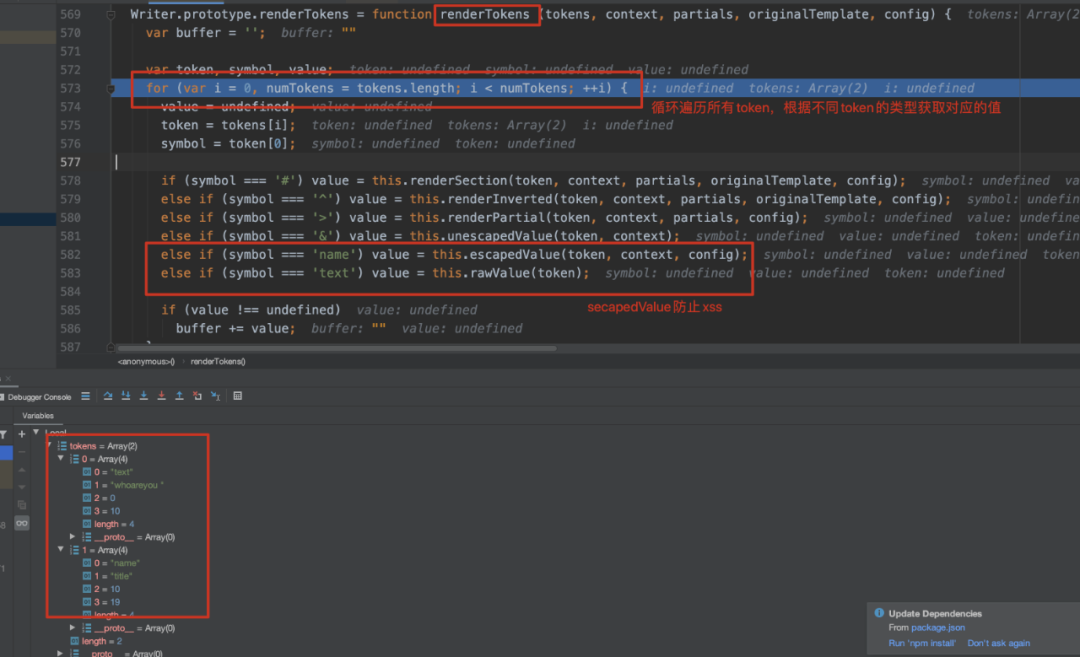 569 Writer.prototype.renderTokens = function renderTokens (tokens, context, partials, originalTemplate, config) { tokens: Array(2
570 var buffer = ''; buffer: ""
571
572 var token, symbol, value; token: undefined symbol: undefined value: undefined
573 for (var i = 0, numTokens = tokens.length; i < numTokens; ++i) { i: undefined tokens: Array(2) i: undefined
循环遍历所有token，根据不同token的类型获取对应的值
574 value = undefined; value: undefined
575 token = tokens[i]; token: undefined tokens: Array(2) i: undefined
576 symbol = token[0]; symbol: undefined token: undefined
577
578 if (symbol === '#') value = this.renderSection(token, context, partials, originalTemplate, config); symbol: undefined va
579 else if (symbol === '^') value = this.renderInverted(token, context, partials, originalTemplate, config); symbol: undefin
580 else if (symbol === '>') value = this.renderPartial(token, context, partials, config); symbol: undefined value: undefine
581 else if (symbol === '&') value = this.unescapedValue(token, context); symbol: undefined value: undefined token: undefin
582 else if (symbol === 'name') value = this.escapedValue(token, context, config); symbol: undefined value: undefined token
583 else if (symbol === 'text') value = this.rawValue(token); symbol: undefined value: undefined token: undefined
584
secapedValue防止xss
585 if (value !== undefined) value: undefined
586 buffer += value; buffer: "" value: undefined
587
<anonymous>() renderTokens()
Debugger Console
Variables
Local
tokens = Array(2)
0 = Array(4)
0 = "text"
1 = "whoareyou "
2 = 0
3 = 10
length = 4
__proto__ = Array(0)
1 = Array(4)
0 = "name"
1 = "title"
2 = 10
3 = 19
length = 4
__proto__ = Array(0)
length = 2
__proto__ = Array(0)
Update Dependencies
From package.json
Run 'npm install' Don't ask again